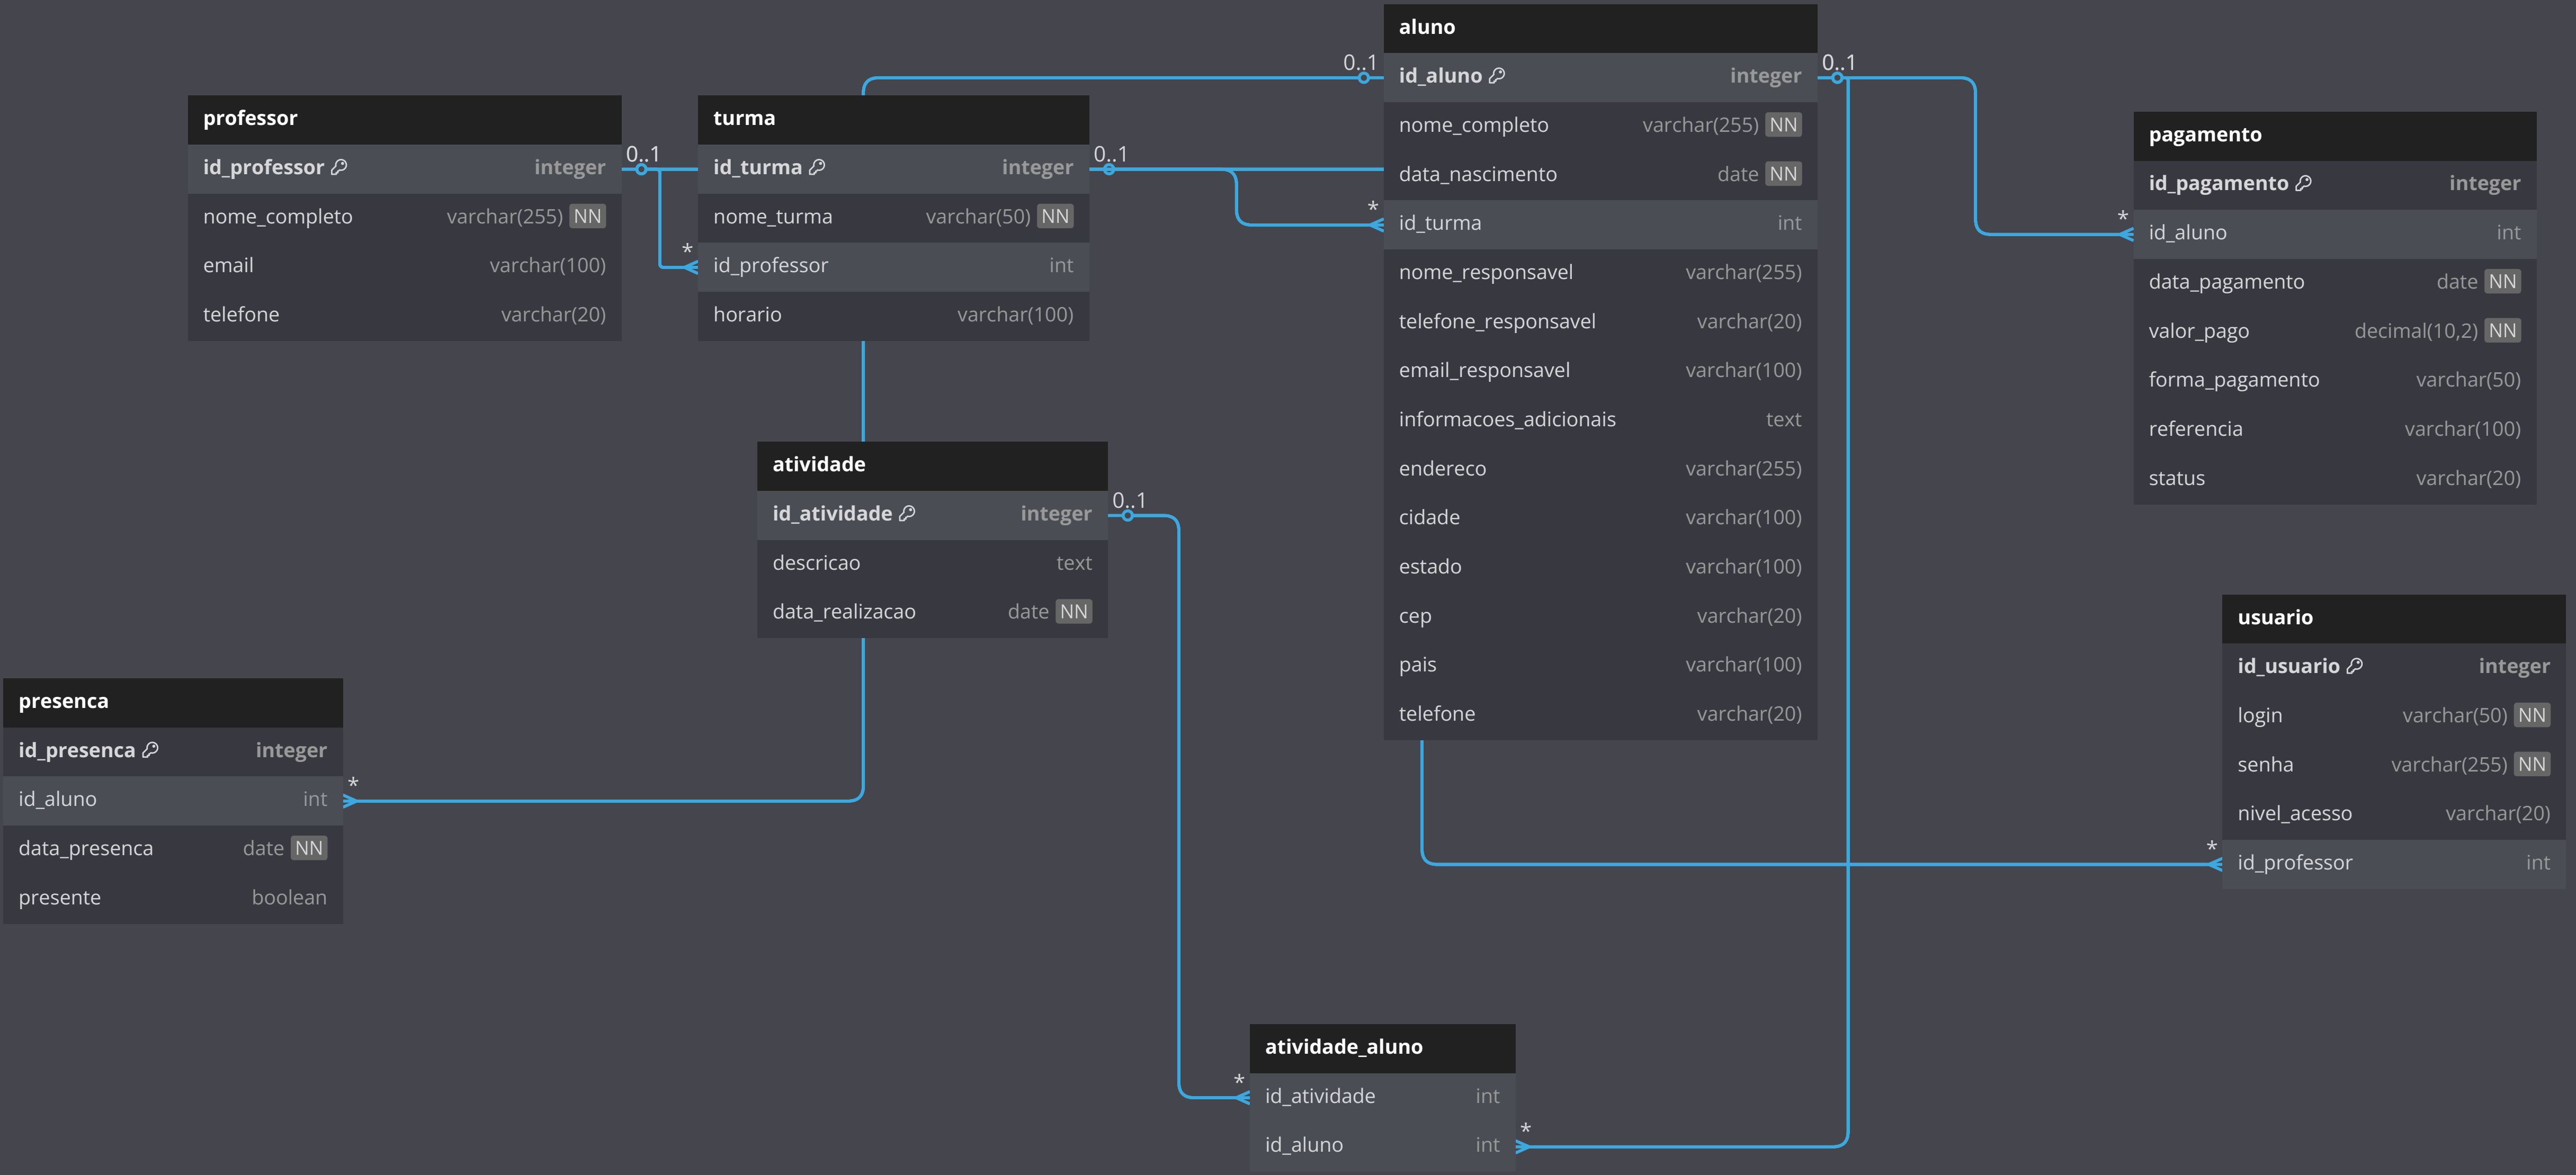 professor
id_professor integer
nome_completo varchar(255) NN
email varchar(100)
telefone varchar(20)
0..1
*
turma
id_turma integer
nome_turma varchar(50) NN
id_professor int
horario varchar(100)
0..1
*
0..1
aluno
id_aluno integer
nome_completo varchar(255) NN
data_nascimento date NN
id_turma int
nome_responsavel varchar(255)
telefone_responsavel varchar(20)
email_responsavel varchar(100)
informacoes_adicionais text
endereco varchar(255)
cidade varchar(100)
estado varchar(100)
cep varchar(20)
pais varchar(100)
telefone varchar(20)
0..1
*
pagamento
id_pagamento integer
id_aluno int
data_pagamento date NN
valor_pago decimal(10,2) NN
forma_pagamento varchar(50)
referencia varchar(100)
status varchar(20)
atividade
id_atividade integer
descricao text
data_realizacao date NN
0..1
usuario
id_usuario integer
login varchar(50) NN
senha varchar(255) NN
nivel_acesso varchar(20)
id_professor int
*
presenca
id_presenca integer
id_aluno int
data_presenca date NN
presente boolean
*
atividade_aluno
id_atividade int
id_aluno int
*
*